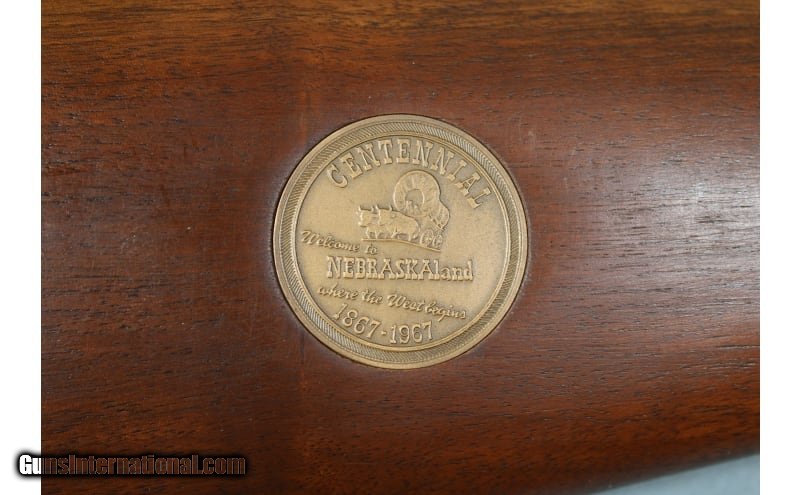 CENTENNIAL
Welcome to
NEBRASKAland
where the West begins
1867-1967
GunsInternational.com